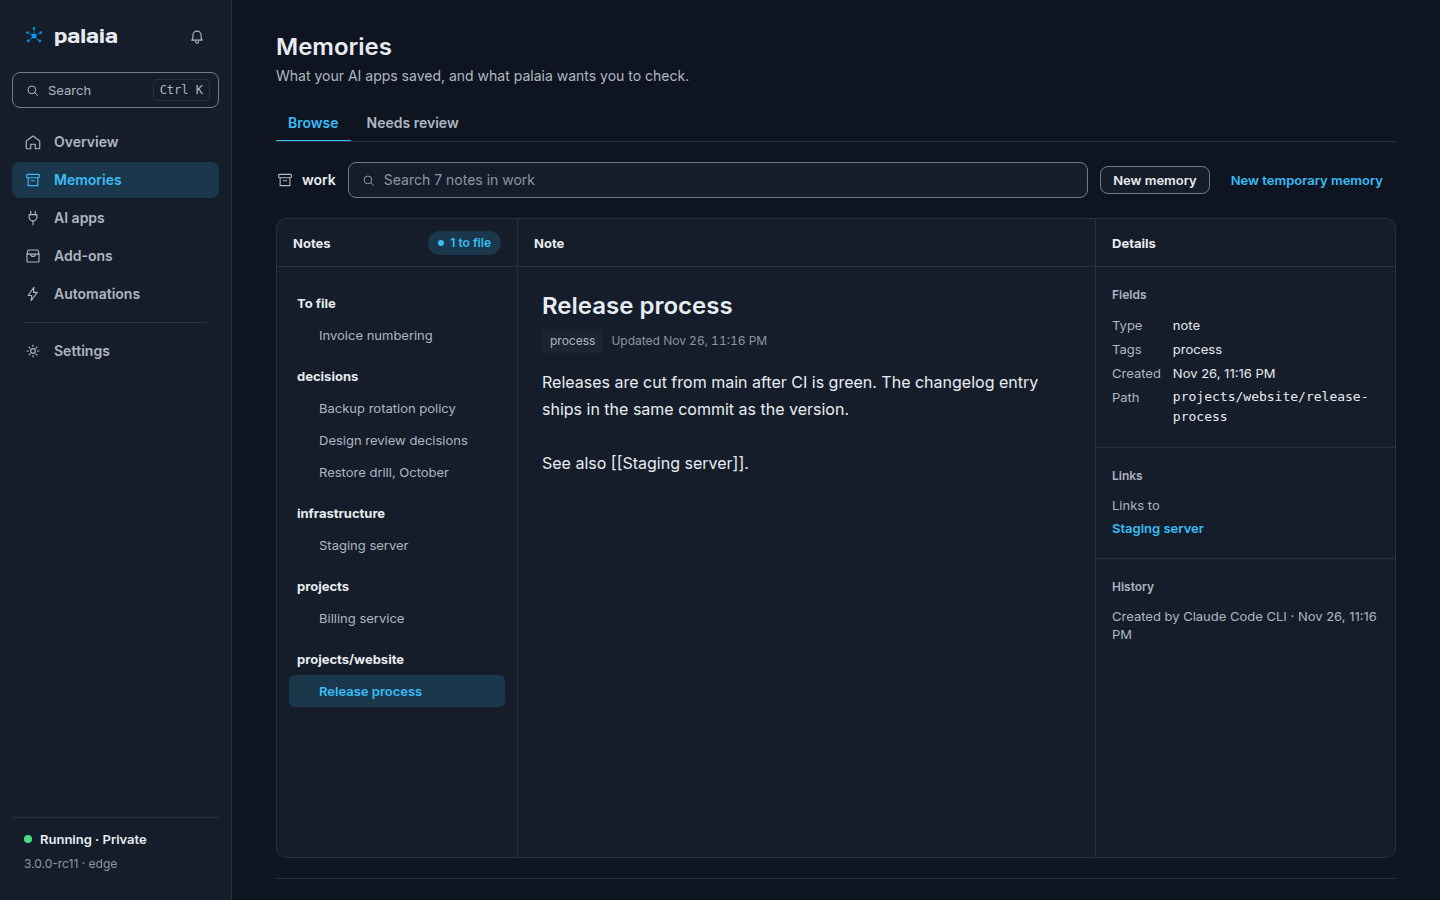 palaia
Search
Ctrl K
Overview
Memories
AI apps
Add-ons
Automations
Settings
Running · Private
3.0.0-rc11 · edge
Memories
What your AI apps saved, and what palaia wants you to check.
Browse
Needs review
work
Search 7 notes in work
New memory
New temporary memory
Notes
1 to file
To file
Invoice numbering
decisions
Backup rotation policy
Design review decisions
Restore drill, October
infrastructure
Staging server
projects
Billing service
projects/website
Release process
Note
Release process
process
Updated Nov 26, 11:16 PM
Releases are cut from main after CI is green. The changelog entry
ships in the same commit as the version.
See also [[Staging server]].
Details
Fields
Type note
Tags process
Created Nov 26, 11:16 PM
Path projects/website/release-
process
Links
Links to
Staging server
History
Created by Claude Code CLI · Nov 26, 11:16
PM